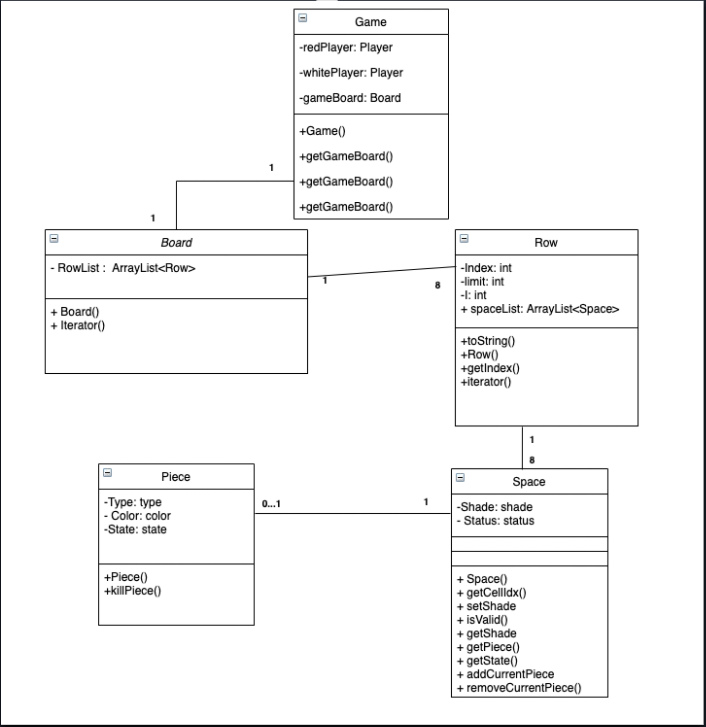 Game
-redPlayer: Player
-whitePlayer: Player
-gameBoard: Board
+Game()
+getGameBoard()
+getGameBoard()
+getGameBoard()
1
1
Board
- RowList : ArrayList<Row>
+ Board()
+ Iterator()
1
8
Row
-Index: int
-limit: int
-I: int
+ spaceList: ArrayList<Space>
+toString()
+Row()
+getIndex()
+iterator()
1
8
Piece
-Type: type
- Color: color
-State: state
+Piece()
+killPiece()
0...1
1
Space
-Shade: shade
- Status: status
+ Space()
+ getCellIdx()
+ setShade
+ isValid()
+ getShade
+ getPiece()
+ getState()
+ addCurrentPiece
+ removeCurrentPiece()